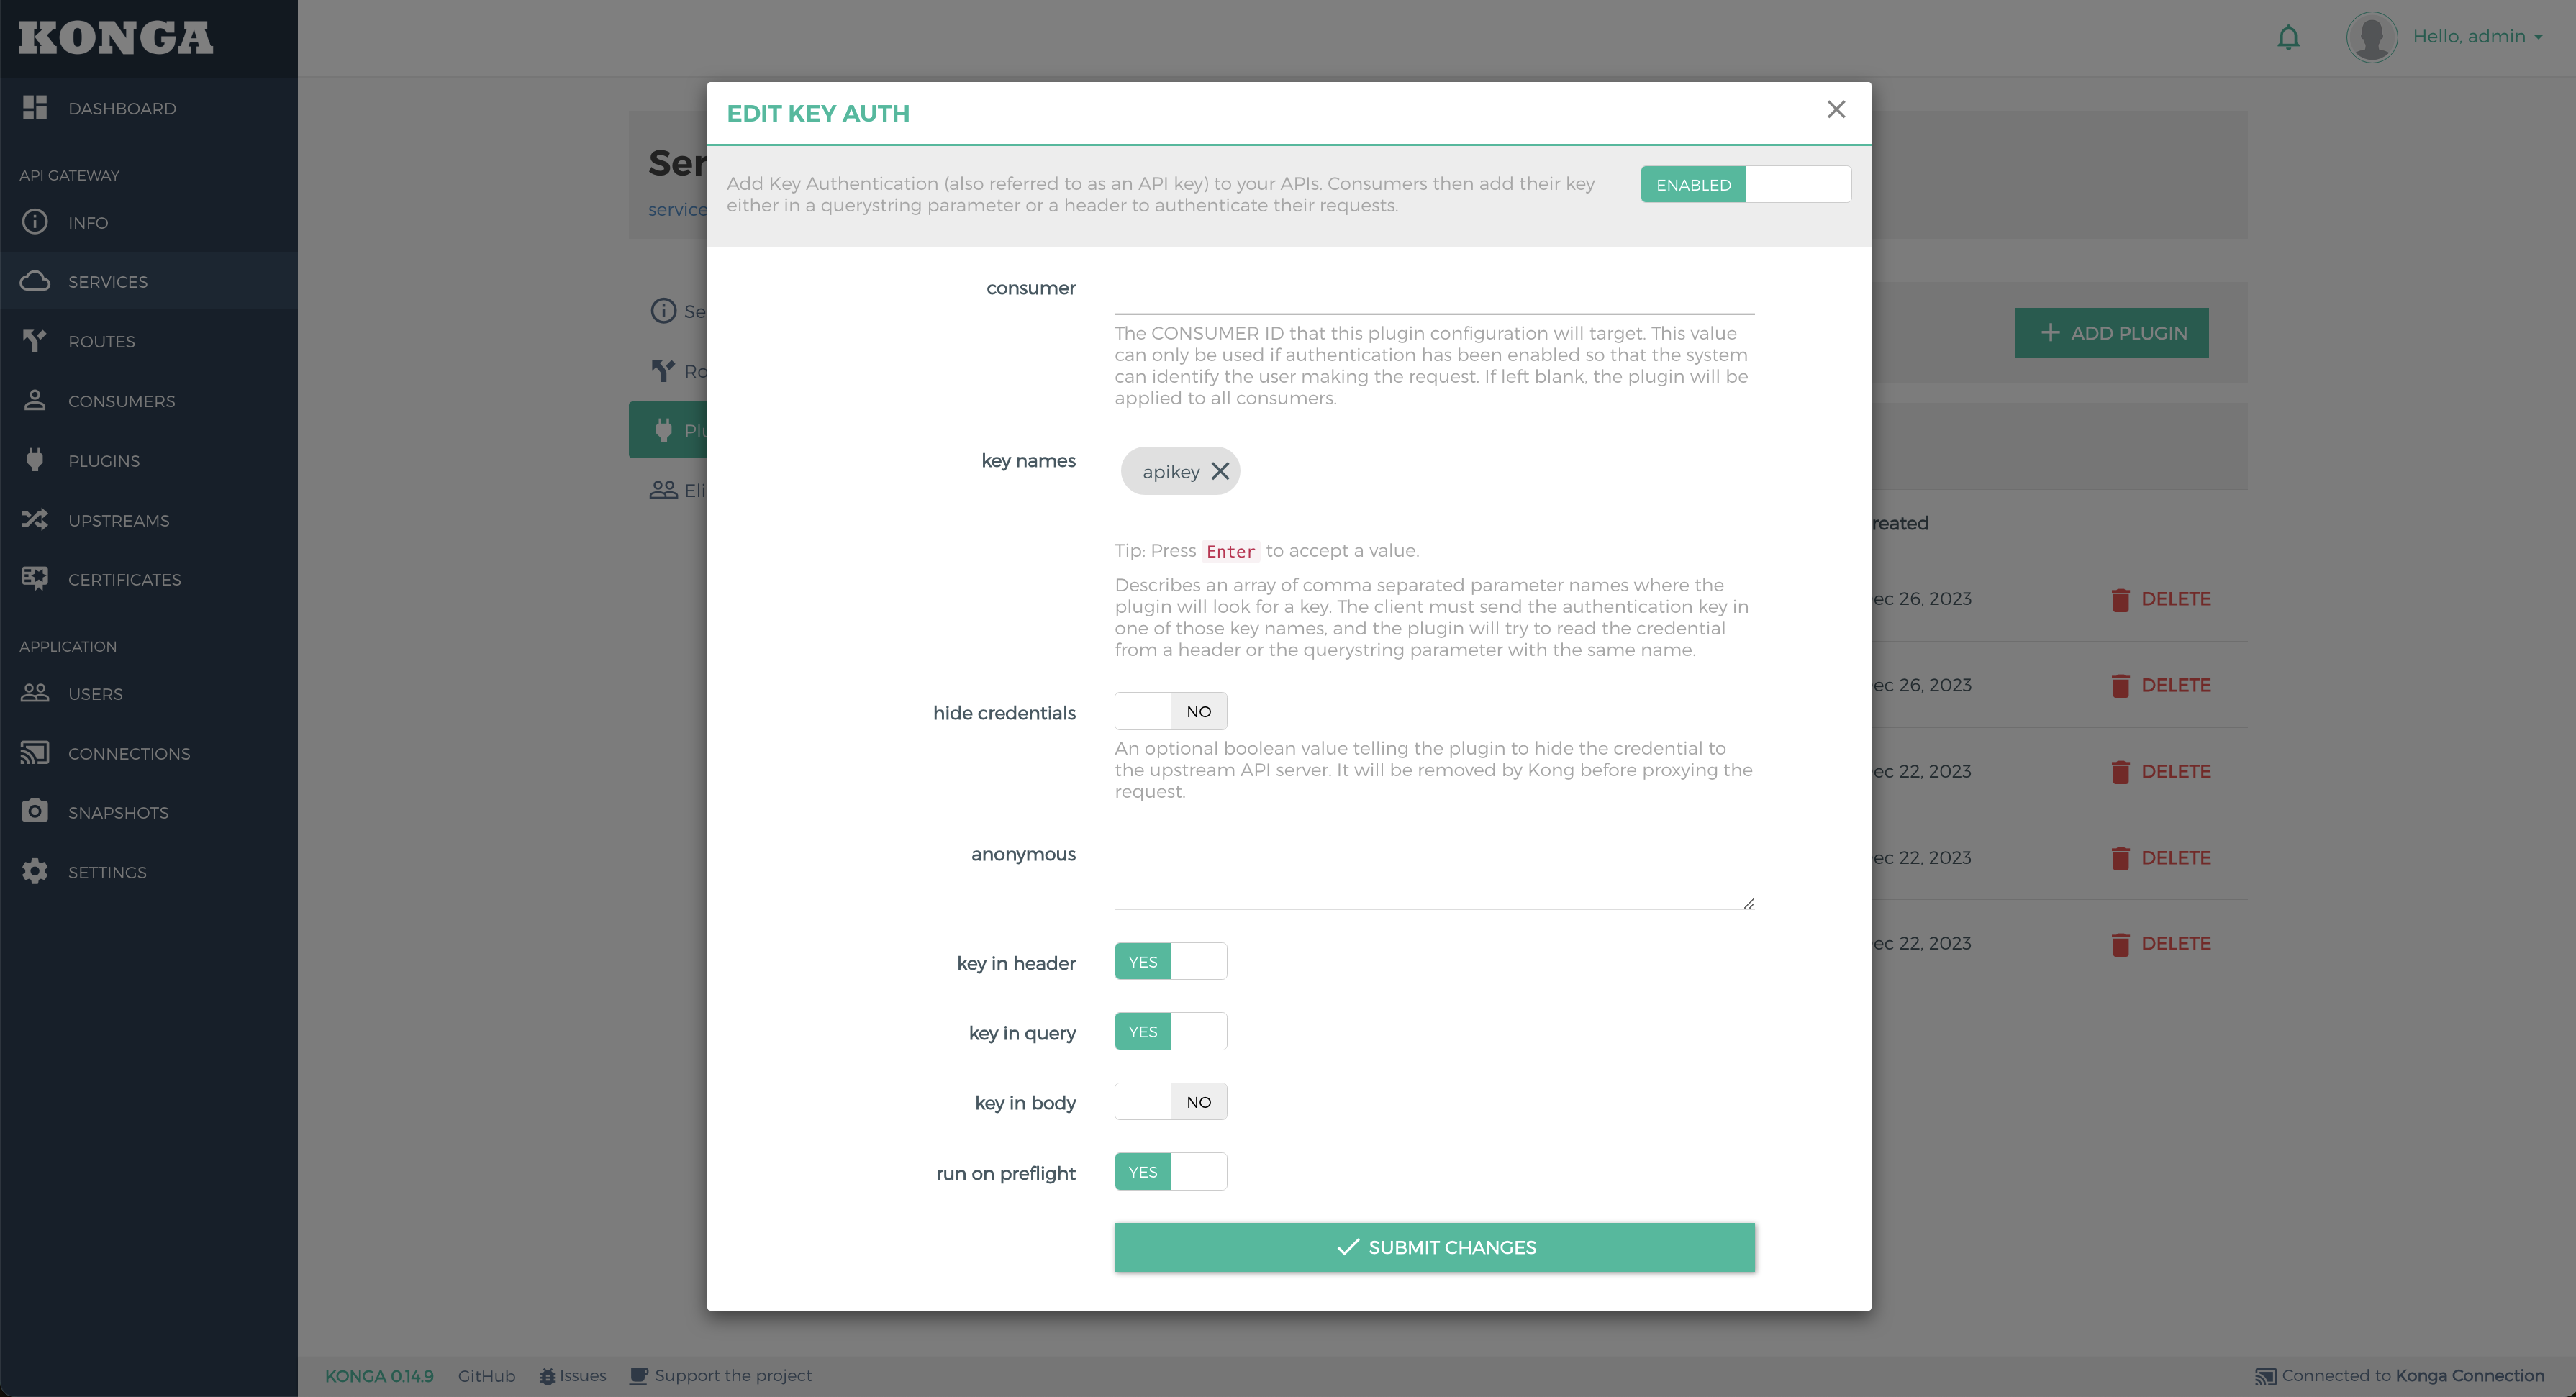 KONGA
Hello, admin
DASHBOARD
API GATEWAY
INFO
SERVICES
ROUTES
CONSUMERS
PLUGINS
UPSTREAMS
CERTIFICATES
APPLICATION
USERS
CONNECTIONS
SNAPSHOTS
SETTINGS
Ser
service
Se
Ro
Plu
Eli
EDIT KEY AUTH
Add Key Authentication (also referred to as an API key) to your APIs. Consumers then add their key
either in a querystring parameter or a header to authenticate their requests.
ENABLED
consumer
The CONSUMER ID that this plugin configuration will target. This value
can only be used if authentication has been enabled so that the system
can identify the user making the request. If left blank, the plugin will be
applied to all consumers.
key names
apikey
Tip: Press Enter to accept a value.
Describes an array of comma separated parameter names where the
plugin will look for a key. The client must send the authentication key in
one of those key names, and the plugin will try to read the credential
from a header or the querystring parameter with the same name.
hide credentials NO
An optional boolean value telling the plugin to hide the credential to
the upstream API server. It will be removed by Kong before proxying the
request.
anonymous
key in header YES
key in query YES
key in body NO
run on preflight YES
SUBMIT CHANGES
ADD PLUGIN
reated
ec 26, 2023 DELETE
ec 26, 2023 DELETE
ec 22, 2023 DELETE
ec 22, 2023 DELETE
ec 22, 2023 DELETE
KONGA 0.14.9 GitHub Issues Support the project
Connected to Konga Connection